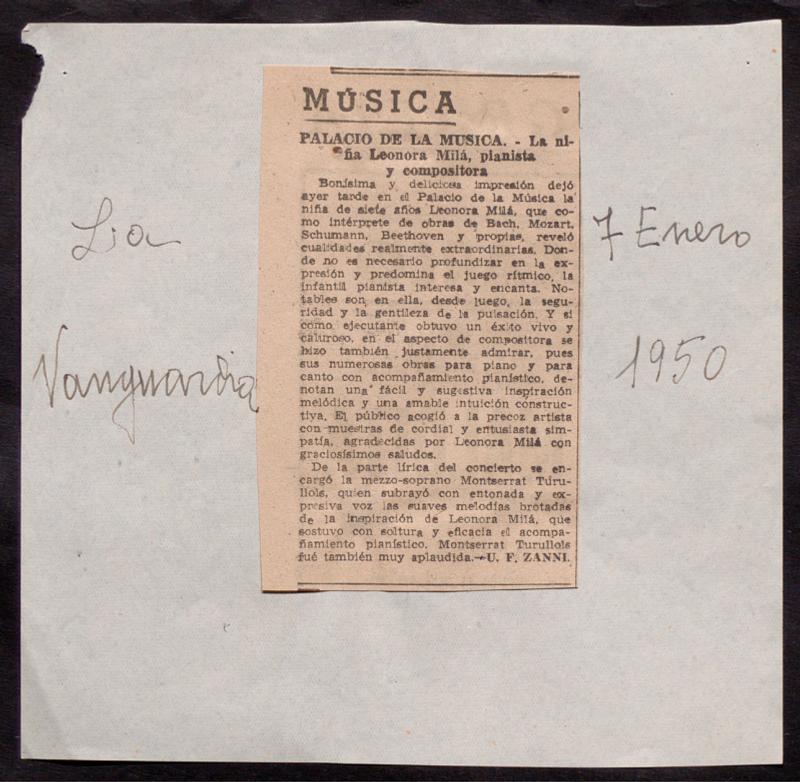 MÚSICA
PALACIO DE LA MUSICA. - La ni-
ña Leonora Milá, pianista
y compositora
Bonísima y deliciosa impresión dejó
ayer tarde en el Palacio de la Música la
niña de siete años Leonora Milá, que co-
mo intérprete de obras de Bach, Mozart,
Schumann, Beethoven y propias, reveló
cualidades realmente extraordinarias. Don-
de no es necesario profundizar en la ex-
presión y predomina el juego rítmico, la
infantil pianista interesa y encanta. No-
tables son en ella, desde luego, la segu-
ridad y la gentileza de la pulsación. Y si
como ejecutante obtuvo un éxito vivo y
caluroso, en el aspecto de compositora se
hizo también justamente admirar, pues
sus numerosas obras para piano y para
canto con acompañamiento pianístico, de-
notan una fácil y sugestiva inspiración
melódica y una amable intuición construc-
tiva. El público acogió a la precoz artista
con muestras de cordial y entusiasta sim-
patía, agradecidas por Leonora Milá con
graciosísimos saludos.
De la parte lírica del concierto se en-
cargó la mezzo-soprano Montserrat Turu-
llols, quien subrayó con entonada y ex-
presiva voz las suaves melodías brotadas
de la inspiración de Leonora Milá, que
sostuvo con soltura y eficacia el acompa-
ñamiento pianístico. Montserrat Turullols
fué también muy aplaudida.—U. F. ZANNI.
Vanguardia
7 Enero
1950